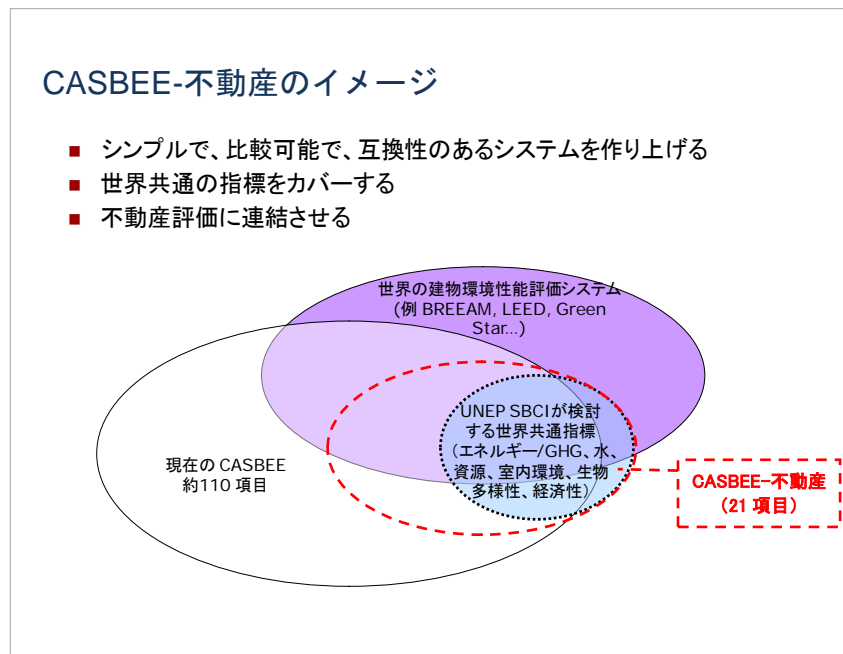 CASBEE-不動産のイメージ
シンプルで、比較可能で、互換性のあるシステムを作り上げる
世界共通の指標をカバーする
不動産評価に連結させる
世界の建物環境性能評価システム
(例 BREEAM, LEED, Green
Star...)
UNEP SBCIが検討
する世界共通指標
(エネルギー/GHG、水、
資源、室内環境、生物
多様性、経済性)
現在の CASBEE
約110 項目
CASBEE-不動産
(21 項目)